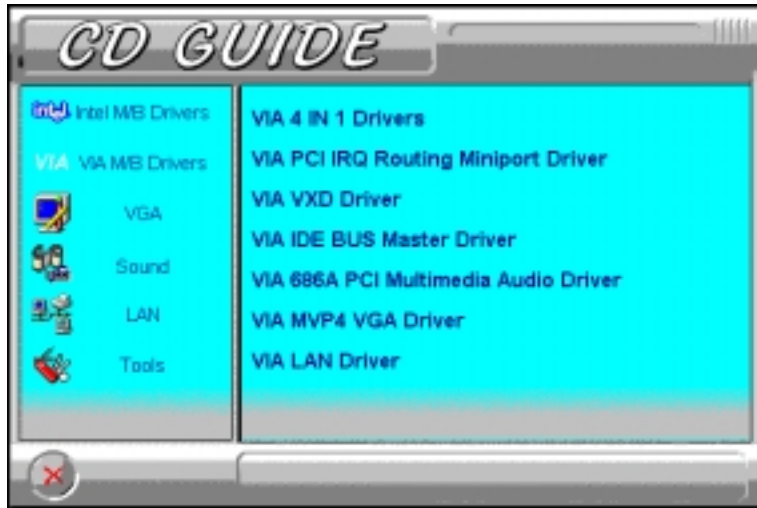 CD GUIDE
intel Intel M/B Drivers
VIA VIA M/B Drivers
VGA
Sound
LAN
Tools
VIA 4 IN 1 Drivers
VIA PCI IRQ Routing Miniport Driver
VIA VXD Driver
VIA IDE BUS Master Driver
VIA 686A PCI Multimedia Audio Driver
VIA MVP4 VGA Driver
VIA LAN Driver